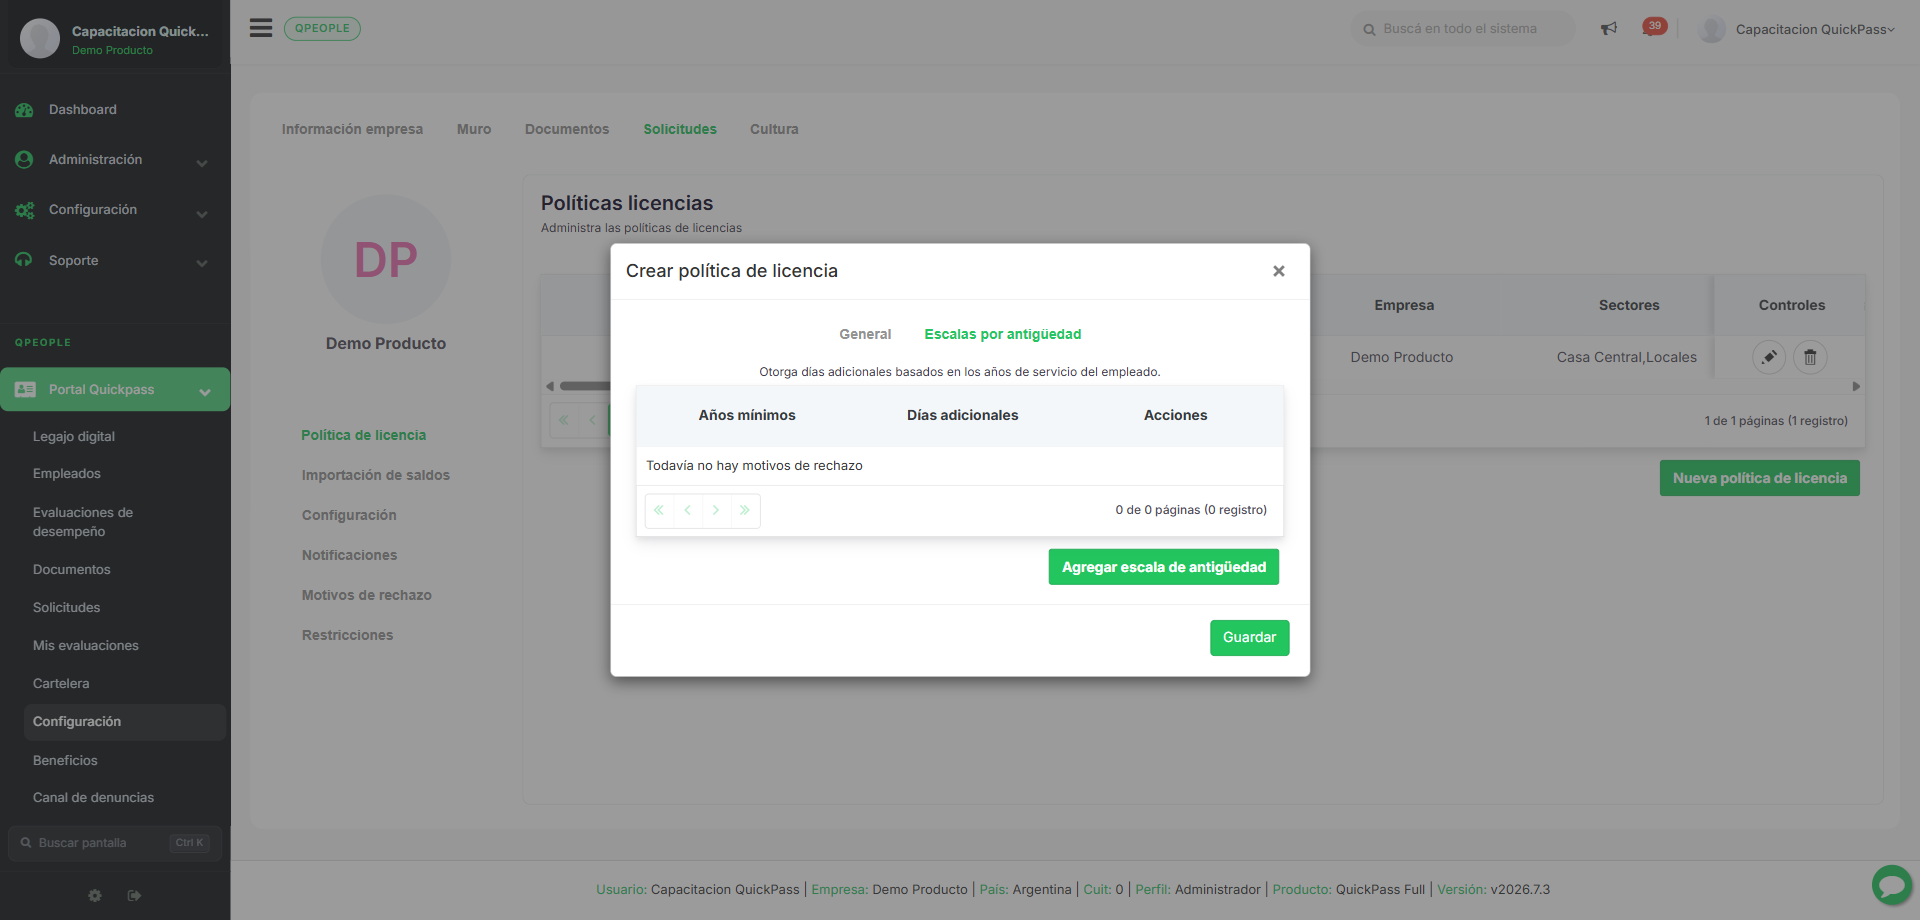 Capacitacion Quick...
Demo Producto
Dashboard
Administración
Configuración
Soporte
QPEOPLE
Portal Quickpass
Legajo digital
Empleados
Evaluaciones de
desempeño
Documentos
Solicitudes
Mis evaluaciones
Cartelera
Configuración
Beneficios
Canal de denuncias
Buscar pantalla
Ctrl K
QPEOPLE
Buscá en todo el sistema
39
Capacitacion QuickPass
Información empresa
Muro
Documentos
Solicitudes
Cultura
DP
Demo Producto
Política de licencia
Importación de saldos
Configuración
Notificaciones
Motivos de rechazo
Restricciones
Políticas licencias
Administra las políticas de licencias
Empresa
Sectores
Controles
Demo Producto
Casa Central,Locales
1 de 1 páginas (1 registro)
Nueva política de licencia
Crear política de licencia
×
General
Escalas por antigüedad
Otorga días adicionales basados en los años de servicio del empleado.
Años mínimos
Días adicionales
Acciones
Todavía no hay motivos de rechazo
0 de 0 páginas (0 registro)
Agregar escala de antigüedad
Guardar
Usuario: Capacitacion QuickPass | Empresa: Demo Producto | País: Argentina | Cuit: 0 | Perfil: Administrador | Producto: QuickPass Full | Versión: v2026.7.3